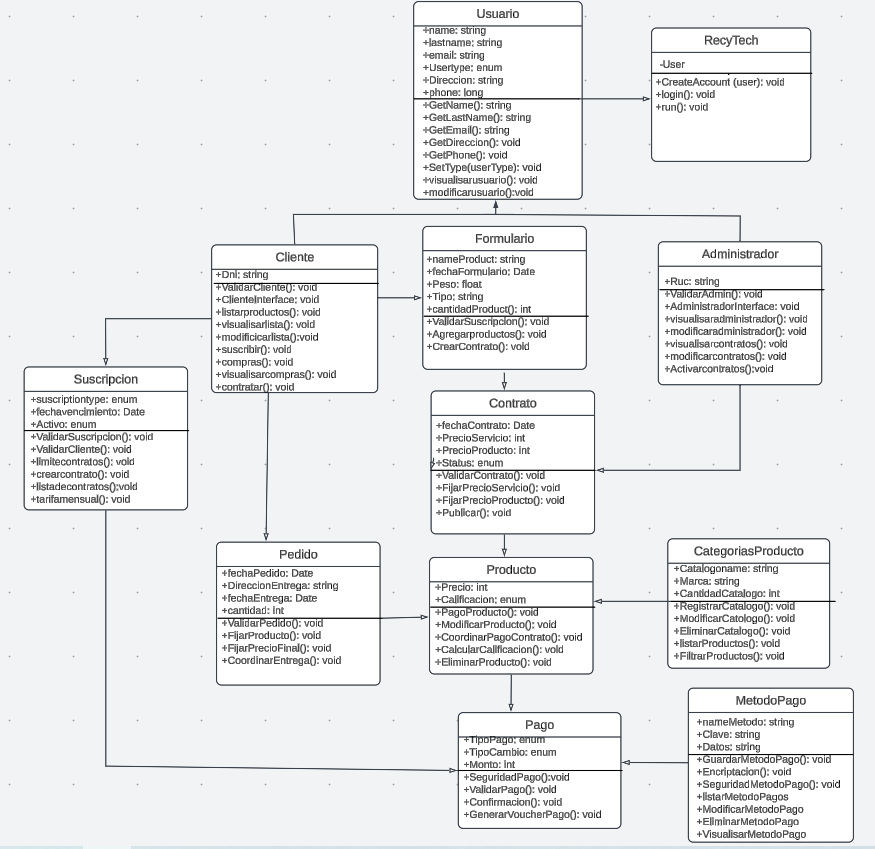 Usuario
+name: string
+lastname: string
+email: string
+Usertype: enum
+Direccion: string
+phone: long
+GetName(): string
+GetLastName(): string
+GetEmail(): string
+GetDireccion(): void
+GetPhone(): void
+SetType(userType): void
+visualisarusuario(): void
+modificarusuario():void
RecyTech
-User
+CreateAccount (user): void
+login(): void
+run(): void
Cliente
+Dni: string
+ValidarCliente(): void
+ClienteInterface: void
+listarproductos(): void
+visualisarlista(): void
+modificicarlista():void
+suscribir(): void
+compras(): void
+visualisarcompras(): void
+contratar(): void
Formulario
+nameProduct: string
+fechaFormulario: Date
+Peso: float
+Tipo: string
+cantidadProduct(): int
+ValidarSuscripcion(): void
+Agregarproductos(): void
+CrearContrato(): void
Administrador
+Ruc: string
+ValidarAdmin(): void
+AdministradorInterface: void
+visualisaradministrador(): void
+modificaradministrador(): void
+visualisarcontratos(): void
+modificarcontratos(): void
+Activarcontratos():void
Suscripcion
+suscriptiontype: enum
+fechavencimiento: Date
+Activo: enum
+ValidarSuscripcion(): void
+ValidarCliente(): void
+limitecontratos(): void
+crearcontrato(): void
+listadecontratos():void
+tarifamensual(): void
Contrato
+fechaContrato: Date
+PrecioServicio: int
+PrecioProducto: int
+Status: enum
+ValidarContrato(): void
+FijarPrecioServicio(): void
+FijarPrecioProducto(): void
+Publicar(): void
Pedido
+fechaPedido: Date
+DireccionEntrega: string
+fechaEntrega: Date
+cantidad: int
+ValidarPedido(): void
+FijarProducto(): void
+FijarPrecioFinal(): void
+CoordinarEntrega(): void
Producto
+Precio: int
+Calificacion: enum
+PagoProducto(): void
+ModificarProducto(): void
+CoordinarPagoContrato(): void
+CalcularCalificacion(): void
+EliminarProducto(): void
CategoriasProducto
+Catalogoname: string
+Marca: string
+CantidadCatalogo: int
+RegistrarCatalogo(): void
+ModificarCatologo(): void
+EliminarCatalogo(): void
+listarProductos(): void
+FiltrarProductos(): void
Pago
+TipoPago: enum
+TipoCambio: enum
+Monto: int
+SeguridadPago():void
+ValidarPago(): void
+Confirmacion(): void
+GenerarVoucherPago(): void
MetodoPago
+nameMetodo: string
+Clave: string
+Datos: string
+GuardarMetodoPago(): void
+Encriptacion(): void
+SeguridadMetodoPago(): void
+listarMetodoPagos
+ModificarMetodoPago
+EliminarMetodoPago
+VisualisarMetodoPago